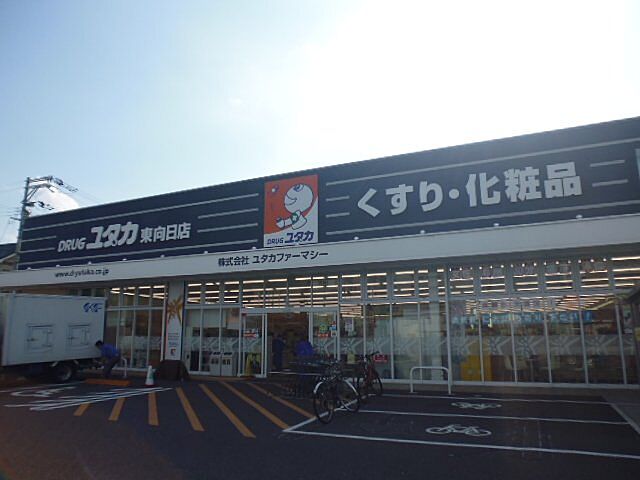 DRUG ユタカ 東向日店
DRUG ユタカ
くすり・化粧品
www.d-yutaka.co.jp
株式会社 ユタカファーマシー